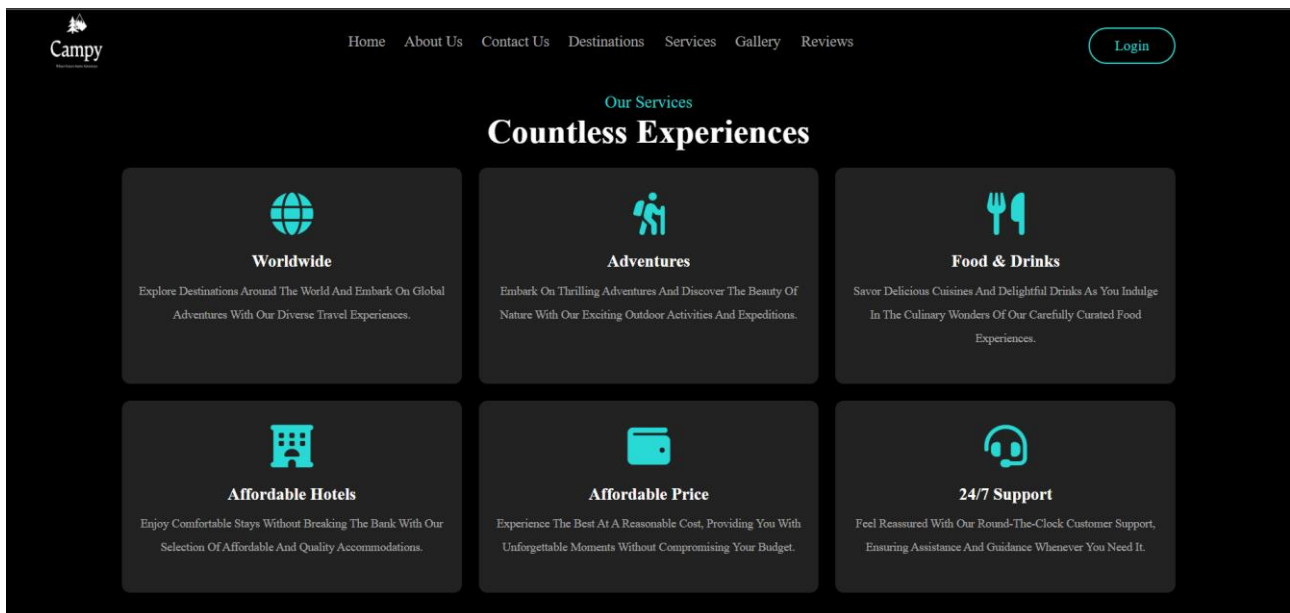 Campy
Home About Us Contact Us Destinations Services Gallery Reviews
Login
Our Services
Countless Experiences
Worldwide
Explore Destinations Around The World And Embark On Global
Adventures With Our Diverse Travel Experiences.
Adventures
Embark On Thrilling Adventures And Discover The Beauty Of
Nature With Our Exciting Outdoor Activities And Expeditions.
Food & Drinks
Savor Delicious Cuisines And Delightful Drinks As You Indulge
In The Culinary Wonders Of Our Carefully Curated Food
Experiences.
Affordable Hotels
Enjoy Comfortable Stays Without Breaking The Bank With Our
Selection Of Affordable And Quality Accommodations.
Affordable Price
Experience The Best At A Reasonable Cost, Providing You With
Unforgettable Moments Without Compromising Your Budget.
24/7 Support
Feel Reassured With Our Round-The-Clock Customer Support,
Ensuring Assistance And Guidance Whenever You Need It.